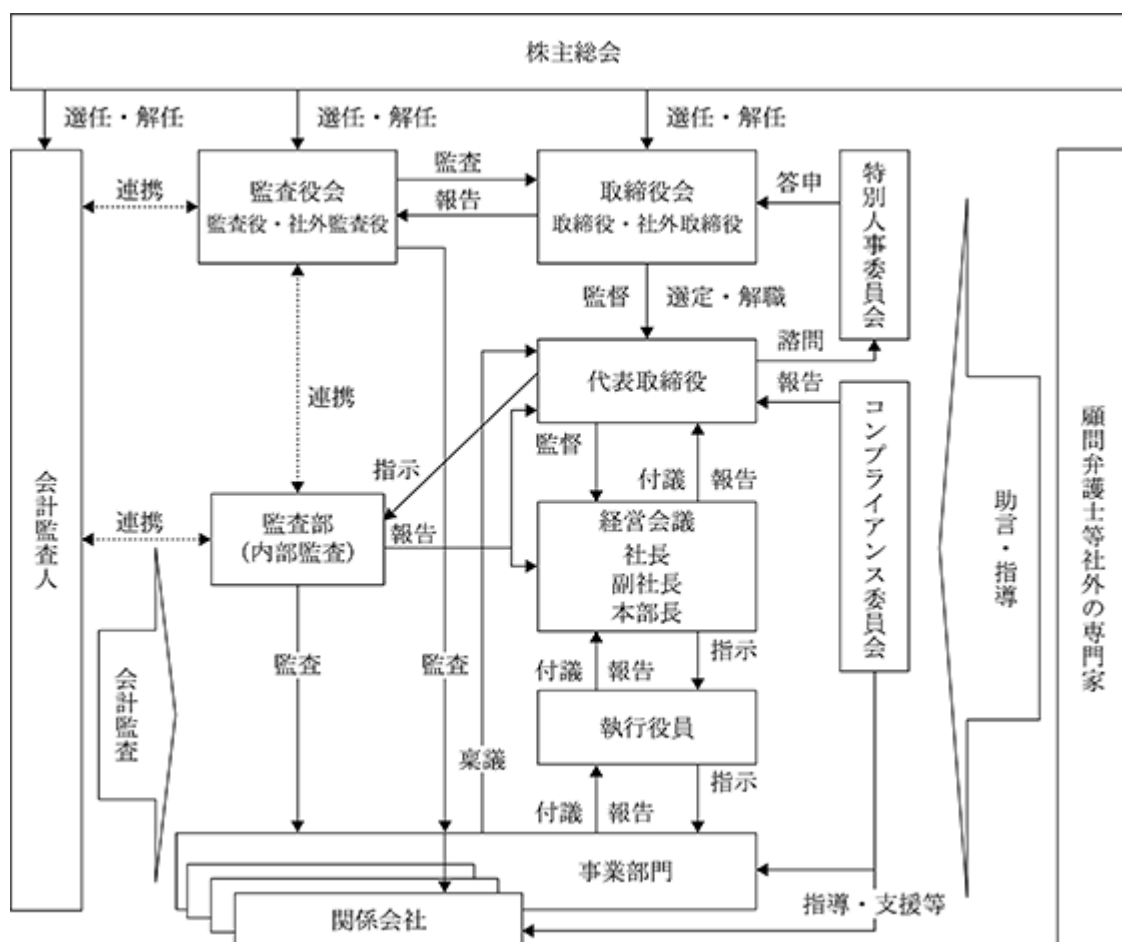 株主総会
選任・解任
選任・解任
選任・解任
監査役会
監査役・社外監査役
監査
報告
取締役会
取締役・社外取締役
答申
特別人事委員会
連携
監督
選定・解職
諮問
代表取締役
報告
コンプライアンス委員会
連携
指示
監督
付議
報告
会計監査人
連携
監査部
(内部監査)
報告
経営会議
社長
副社長
本部長
助言・指導
顧問弁護士等社外の専門家
会計監査
監査
監査
付議
報告
指示
執行役員
稟議
付議
報告
指示
事業部門
指導・支援等
関係会社